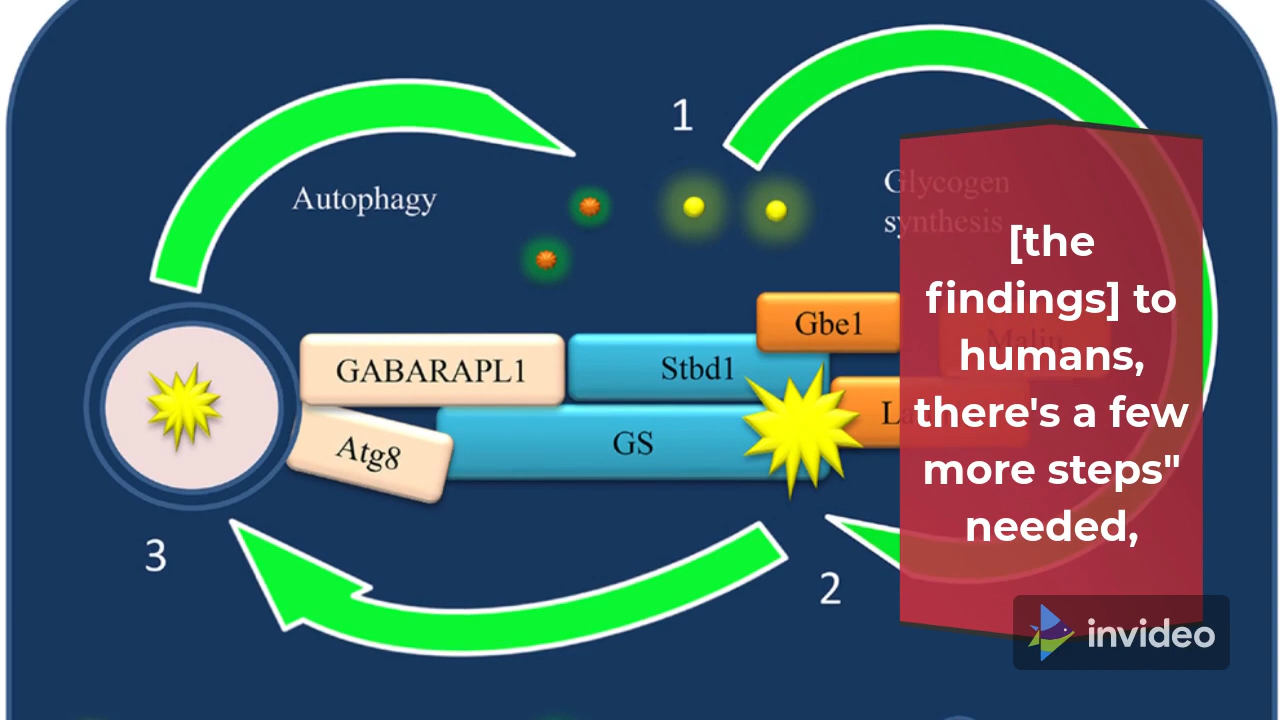 1
Autophagy
Glycogen
synthesis
Gbe1
Malin
GABARAPL1
Stbd1
Atg8
GS
3
2
[the
findings] to
humans,
there's a few
more steps"
needed,
invideo